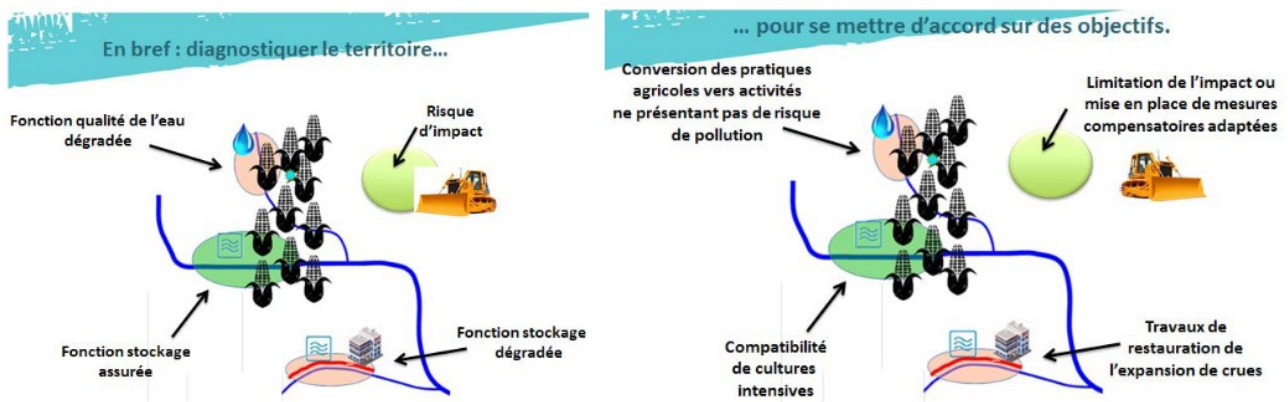 En bref : diagnostiquer le territoire…
Fonction qualité de l'eau
dégradée
Risque
d'impact
Fonction stockage
assurée
Fonction stockage
dégradée
… pour se mettre d'accord sur des objectifs.
Conversion des pratiques
agricoles vers activités
ne présentant pas de risque
de pollution
Limitation de l'impact ou
mise en place de mesures
compensatoires adaptées
Compatibilité
de cultures
intensives
Travaux de
restauration de
l'expansion de crues